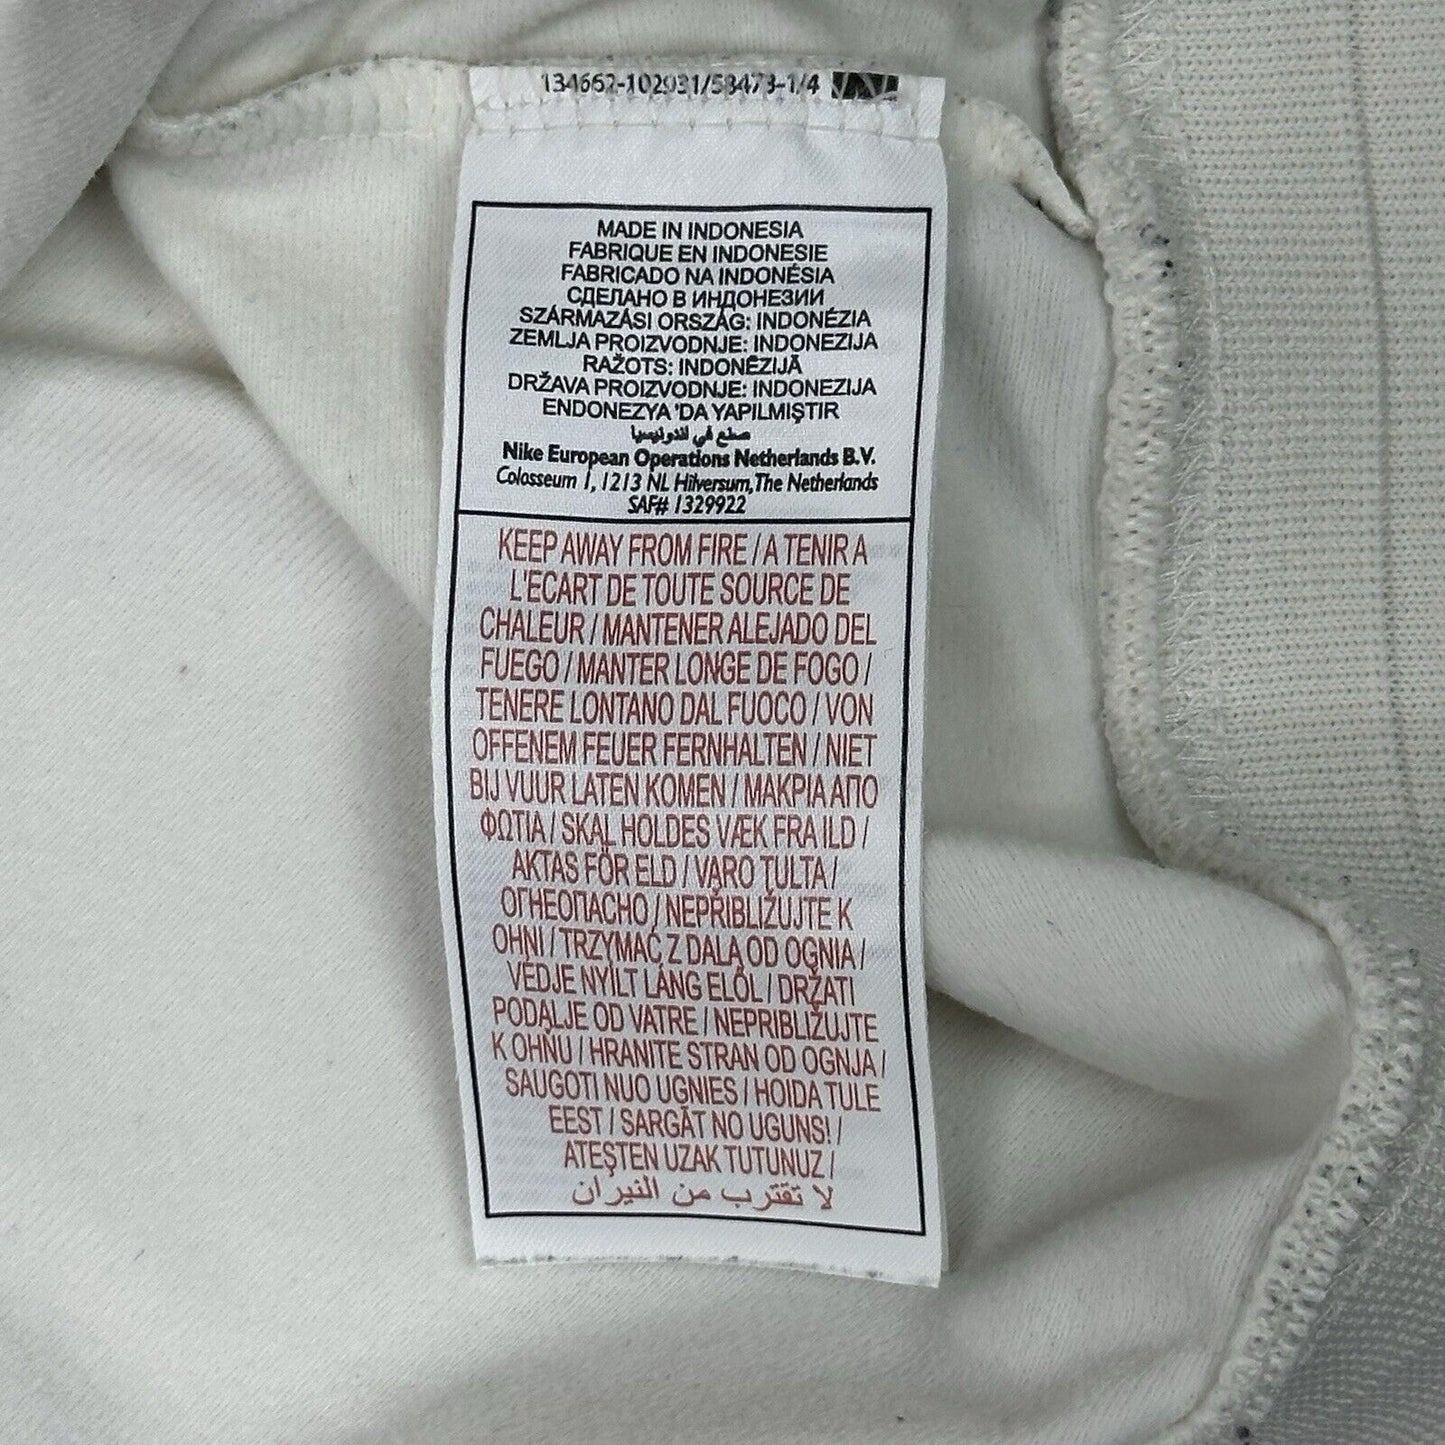 134662-102931/58473-1/4
MADE IN INDONESIA
FABRIQUE EN INDONESIE
FABRICADO NA INDONÉSIA
СДЕЛАНО В ИНДОНЕЗИИ
SZÁRMAZÁSI ORSZÁG: INDONÉZIA
ZEMLJA PROIZVODNJE: INDONEZIJA
RAŽOTS: INDONĒZIJĀ
DRŽAVA PROIZVODNJE: INDONEZIJA
ENDONEZYA 'DA YAPILMIŞTIR
صنع في اندونيسيا
Nike European Operations Netherlands B.V.
Colosseum 1, 1213 NL Hilversum, The Netherlands
SAF# 1329922
KEEP AWAY FROM FIRE / A TENIR A
L'ECART DE TOUTE SOURCE DE
CHALEUR / MANTENER ALEJADO DEL
FUEGO / MANTER LONGE DE FOGO /
TENERE LONTANO DAL FUOCO / VON
OFFENEM FEUER FERNHALTEN / NIET
BIJ VUUR LATEN KOMEN / ΜΑΚΡΙΑ ΑΠΟ
ΦΩΤΙΑ / SKAL HOLDES VÆK FRA ILD /
AKTAS FÖR ELD / VARO TULTA /
ОГНЕОПАСНО / NEPŘIBLIŽUJTE K
OHNI / TRZYMAĆ Z DALA OD OGNIA /
VÉDJE NYÍLT LÁNG ELŐL / DRŽATI
PODALJE OD VATRE / NEPRIBLIŽUJTE
K OHŇU / HRANITE STRAN OD OGNJA /
SAUGOTI NUO UGNIES / HOIDA TULE
EEST / SARGĀT NO UGUNS! /
ATEŞTEN UZAK TUTUNUZ /
لا تقترب من النيران